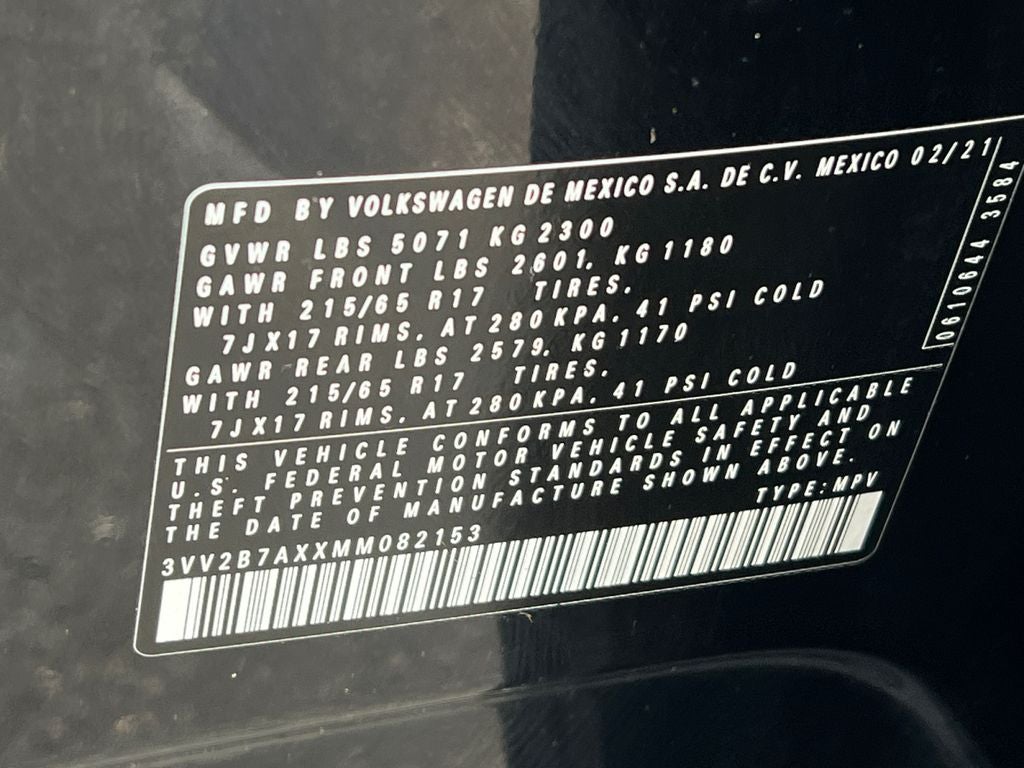 MFD BY VOLKSWAGEN DE MEXICO S.A. DE C.V. MEXICO 02/21
GVWR LBS 5071 KG 2300
GAWR FRONT LBS 2601, KG 1180
WITH 215/65 R17 TIRES.
7JX17 RIMS. AT 280 KPA. 41 PSI COLD
GAWR REAR LBS 2579, KG 1170
WITH 215/65 R17 TIRES.
7JX17 RIMS. AT 280 KPA. 41 PSI COLD
0610644 3584
THIS VEHICLE CONFORMS TO ALL APPLICABLE
U.S. FEDERAL MOTOR VEHICLE SAFETY AND
THEFT PREVENTION STANDARDS IN EFFECT ON
THE DATE OF MANUFACTURE SHOWN ABOVE.
3VV2B7AXXMM082153 TYPE: MPV